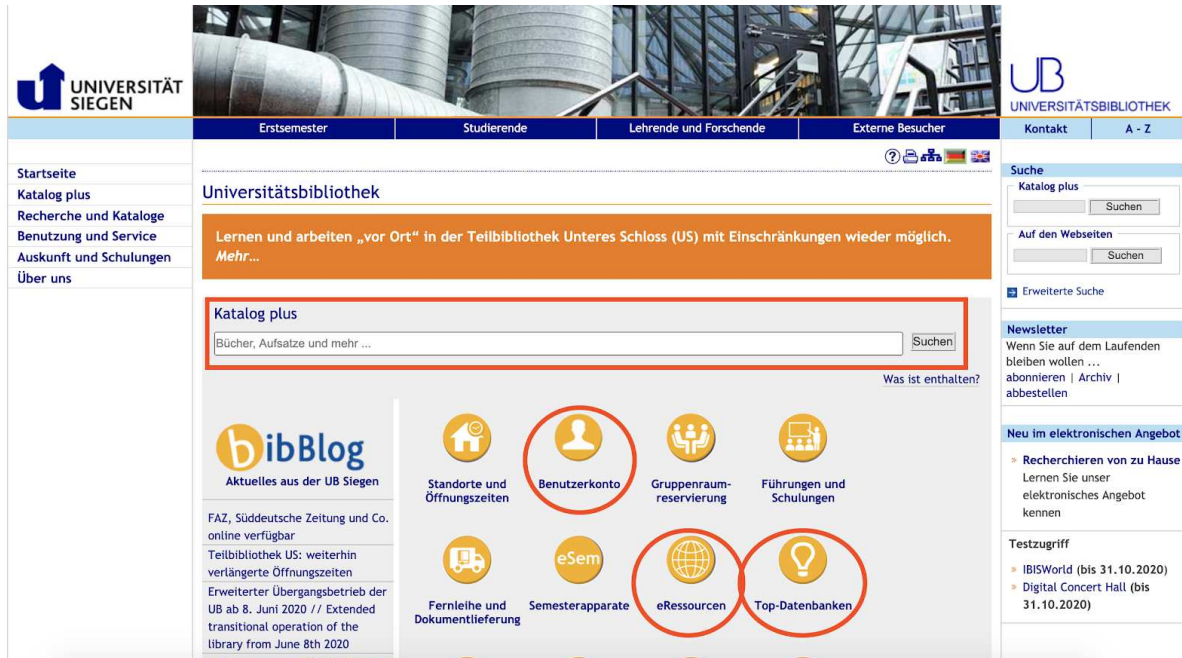 UNIVERSITÄT
SIEGEN
UB
UNIVERSITÄTSBIBLIOTHEK
Erstsemester
Studierende
Lehrende und Forschende
Externe Besucher
Kontakt
A - Z
Startseite
Katalog plus
Recherche und Kataloge
Benutzung und Service
Auskunft und Schulungen
Über uns
?
Universitätsbibliothek
Lernen und arbeiten „vor Ort“ in der Teilbibliothek Unteres Schloss (US) mit Einschränkungen wieder möglich.
Mehr...
Katalog plus
Bücher, Aufsatze und mehr ...
Suchen
Was ist enthalten?
bibBlog
Aktuelles aus der UB Siegen
FAZ, Süddeutsche Zeitung und Co.
online verfügbar
Teilbibliothek US: weiterhin
verlängerte Öffnungszeiten
Erweiterter Übergangsbetrieb der
UB ab 8. Juni 2020 // Extended
transitional operation of the
library from June 8th 2020
Standorte und
Öffnungszeiten
Benutzerkonto
Gruppenraum-
reservierung
Führungen und
Schulungen
Fernleihe und
Dokumentlieferung
eSem
Semesterapparate
eRessourcen
Top-Datenbanken
Suche
Katalog plus
Suchen
Auf den Webseiten
Suchen
Erweiterte Suche
Newsletter
Wenn Sie auf dem Laufenden
bleiben wollen ...
abonnieren | Archiv |
abbestellen
Neu im elektronischen Angebot
» Recherchieren von zu Hause
Lernen Sie unser
elektronisches Angebot
kennen
Testzugriff
» IBISWorld (bis 31.10.2020)
» Digital Concert Hall (bis
31.10.2020)